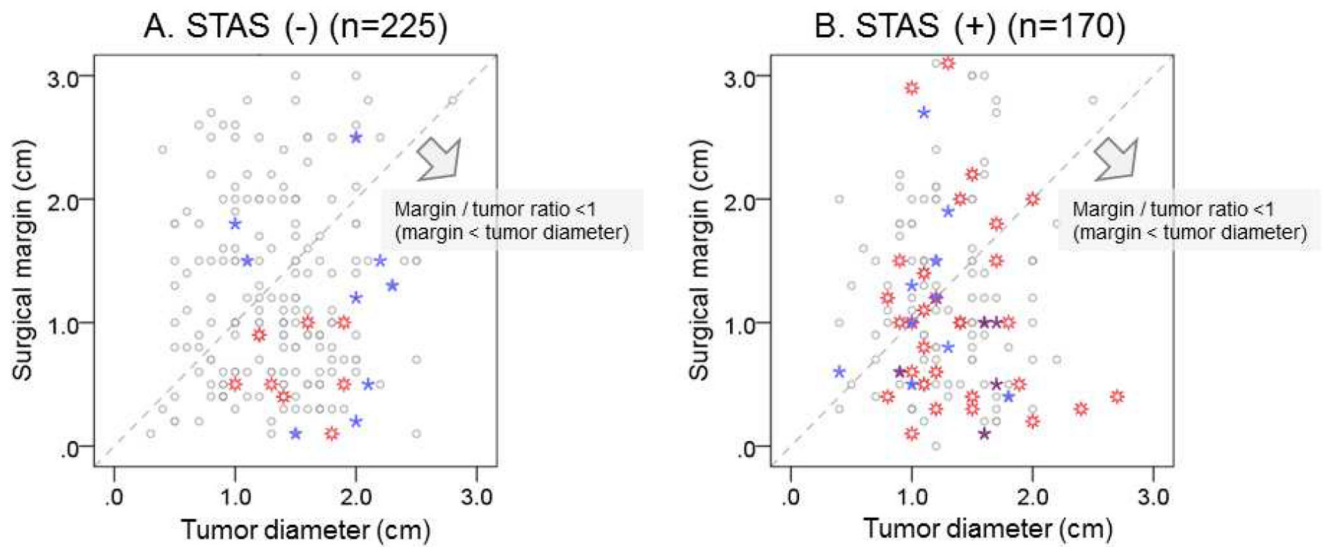 A. STAS (-) (n=225)
3.0
2.0
1.0
.0
Surgical margin (cm)
Margin / tumor ratio <1
(margin < tumor diameter)
.0 1.0 2.0 3.0
Tumor diameter (cm)
B. STAS (+) (n=170)
3.0
2.0
1.0
.0
Surgical margin (cm)
Margin / tumor ratio <1
(margin < tumor diameter)
.0 1.0 2.0 3.0
Tumor diameter (cm)